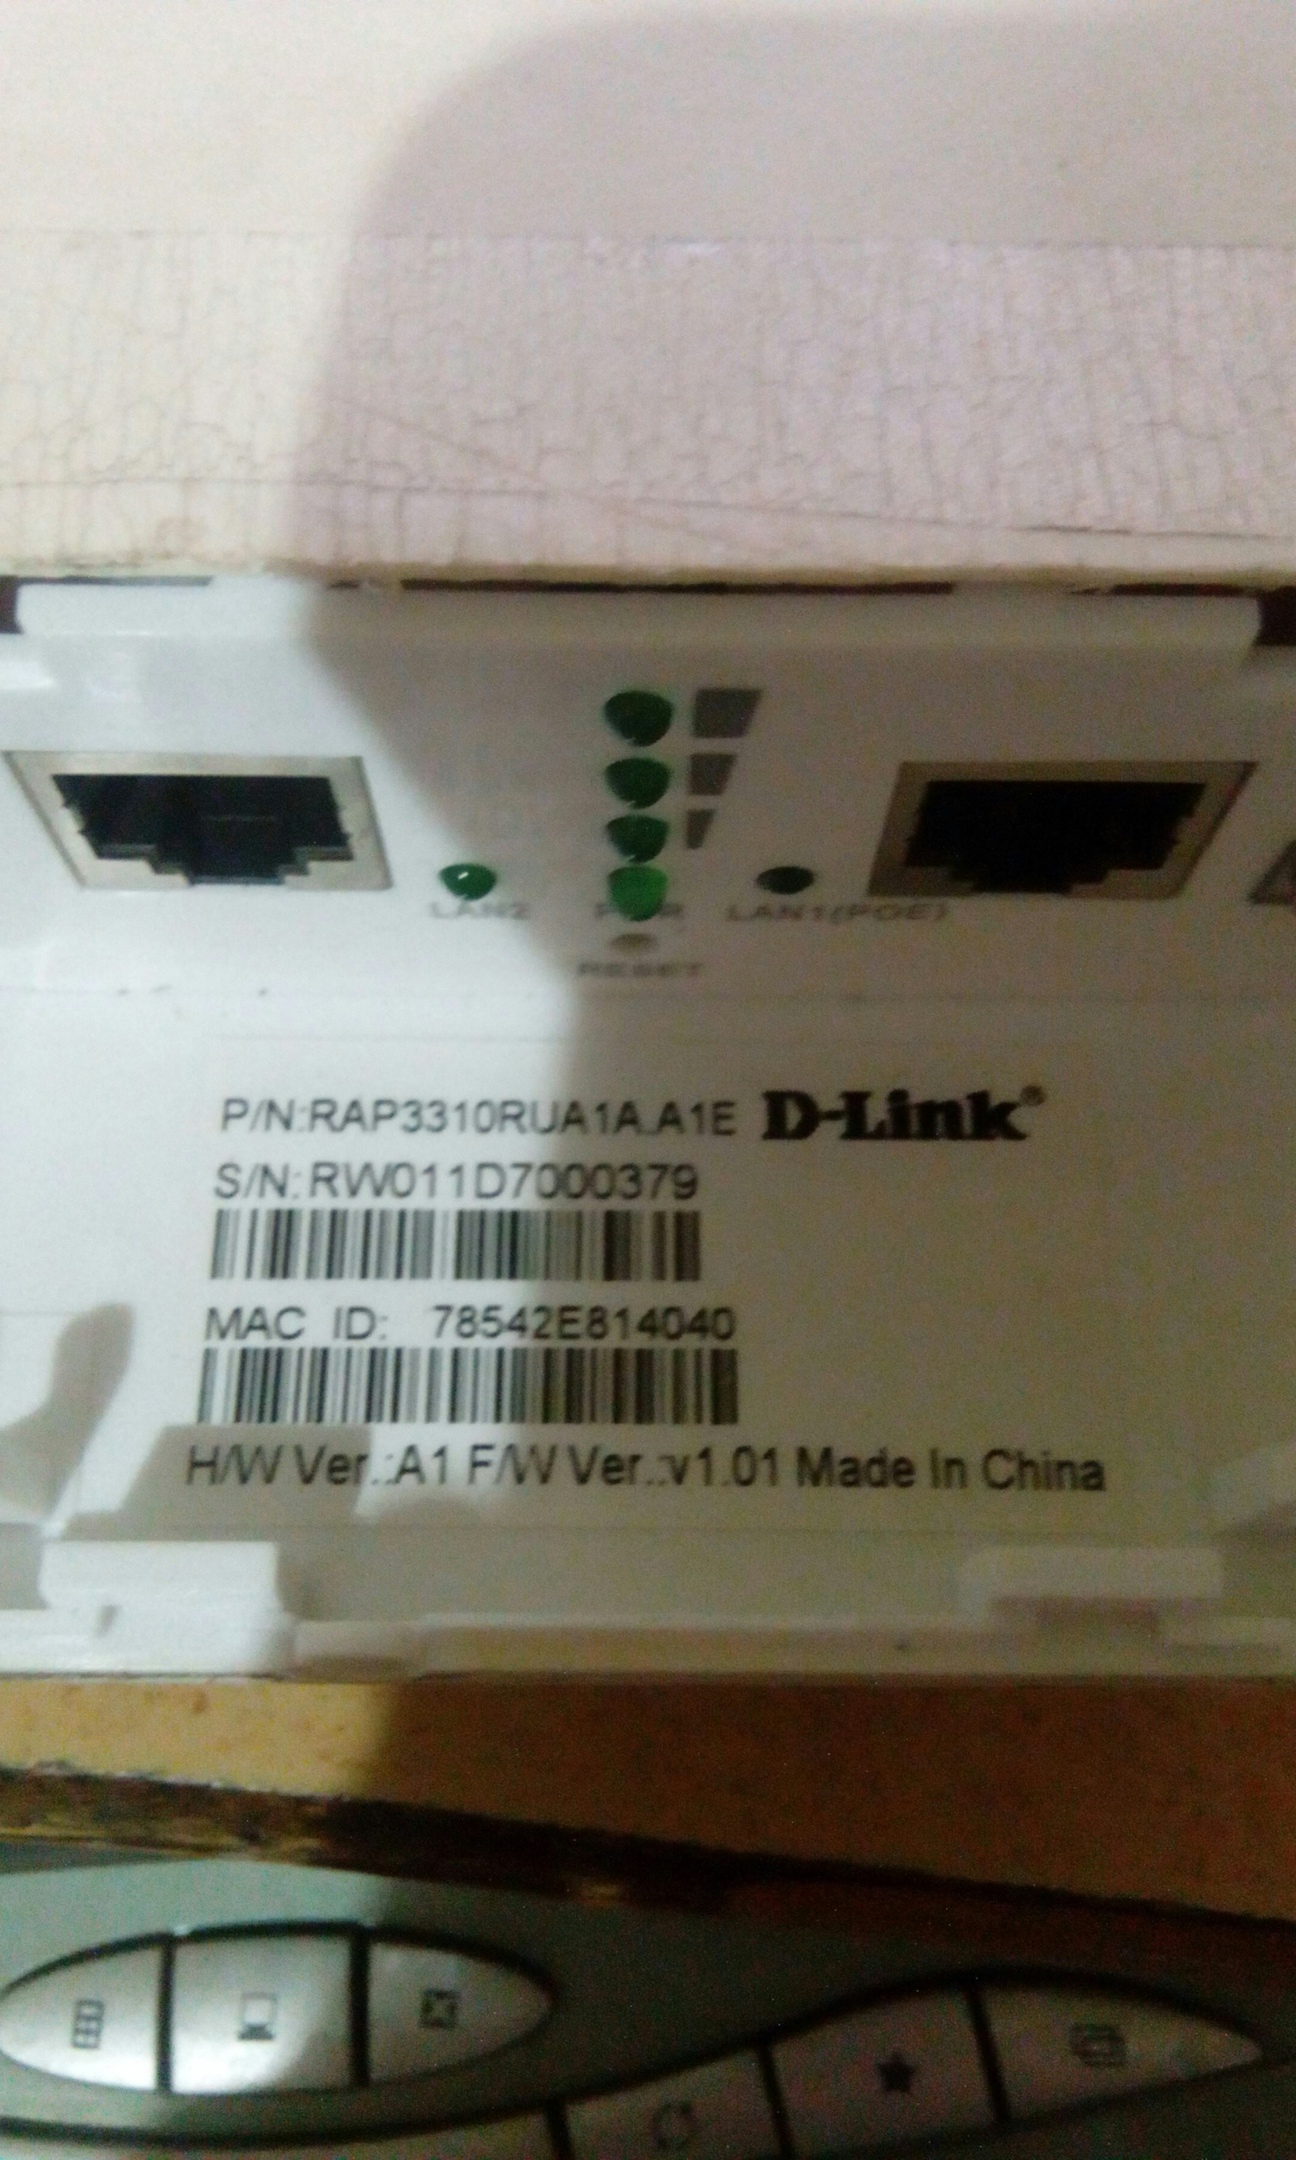 LAN2
PWR
LAN1(POE)
RESET
P/N:RAP3310RUA1A.A1E D-Link®
S/N:RW011D7000379
MAC ID: 78542E814040
H/W Ver.:A1 F/W Ver.:v1.01 Made In China